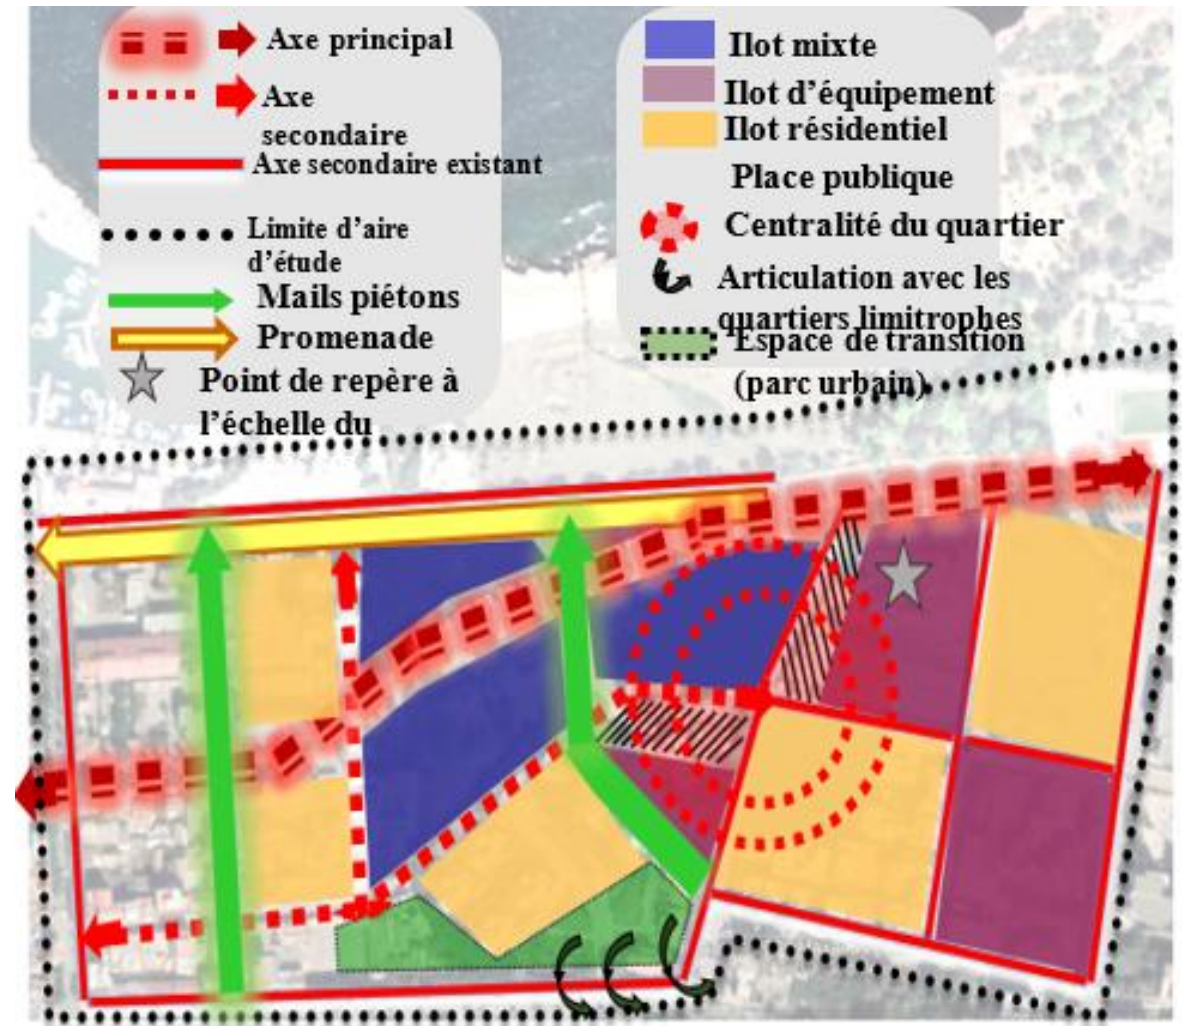 Axe principal
Axe
secondaire
Axe secondaire existant
Limite d'aire
d'étude
Mails piétons
Promenade
Point de repère à
l'échelle du
Ilot mixte
Ilot d'équipement
Ilot résidentiel
Place publique
Centralité du quartier
Articulation avec les
quartiers limitrophes
Espace de transition
(parc urbain)